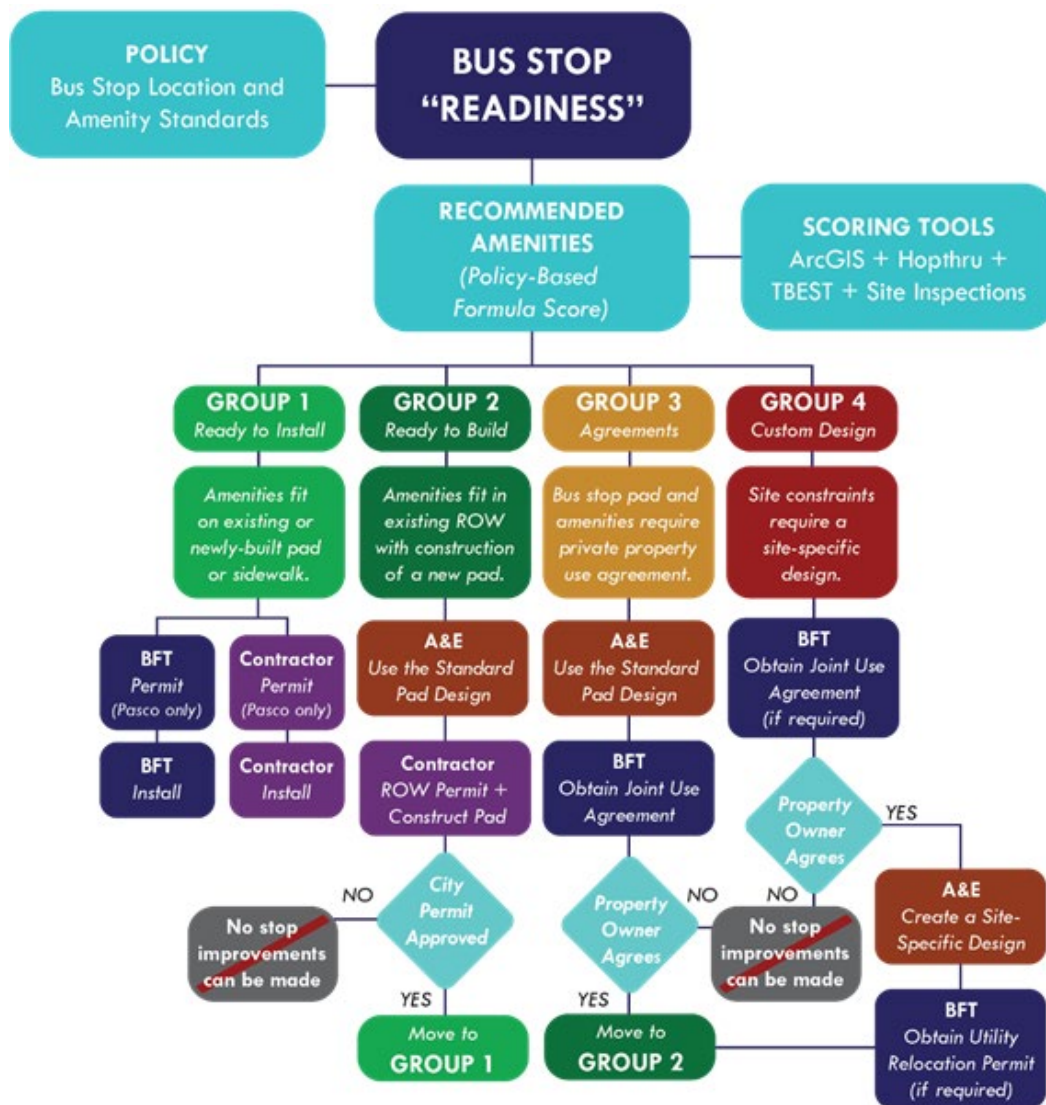 POLICY
Bus Stop Location and
Amenity Standards
BUS STOP
“READINESS”
RECOMMENDED
AMENITIES
(Policy-Based
Formula Score)
SCORING TOOLS
ArcGIS + Hopthru +
TBEST + Site Inspections
GROUP 1
Ready to Install
Amenities fit
on existing or
newly-built pad
or sidewalk.
BFT
Permit
(Pasco only)
BFT
Install
Contractor
Permit
(Pasco only)
Contractor
Install
GROUP 2
Ready to Build
Amenities fit in
existing ROW
with construction
of a new pad.
A&E
Use the Standard
Pad Design
Contractor
ROW Permit +
Construct Pad
City
Permit
Approved
NO
No stop
improvements
can be made
YES
Move to
GROUP 1
GROUP 3
Agreements
Bus stop pad and
amenities require
private property
use agreement.
A&E
Use the Standard
Pad Design
BFT
Obtain Joint Use
Agreement
Property
Owner
Agrees
NO
No stop
improvements
can be made
YES
Move to
GROUP 2
GROUP 4
Custom Design
Site constraints
require a
site-specific
design.
BFT
Obtain Joint Use
Agreement
(if required)
Property
Owner
Agrees
NO
YES
A&E
Create a Site-
Specific Design
BFT
Obtain Utility
Relocation Permit
(if required)